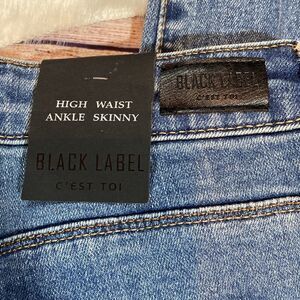 HIGH WAIST
ANKLE SKINNY
BLACK LABEL
C'EST TOI
BLACK LABEL
C'EST TOI